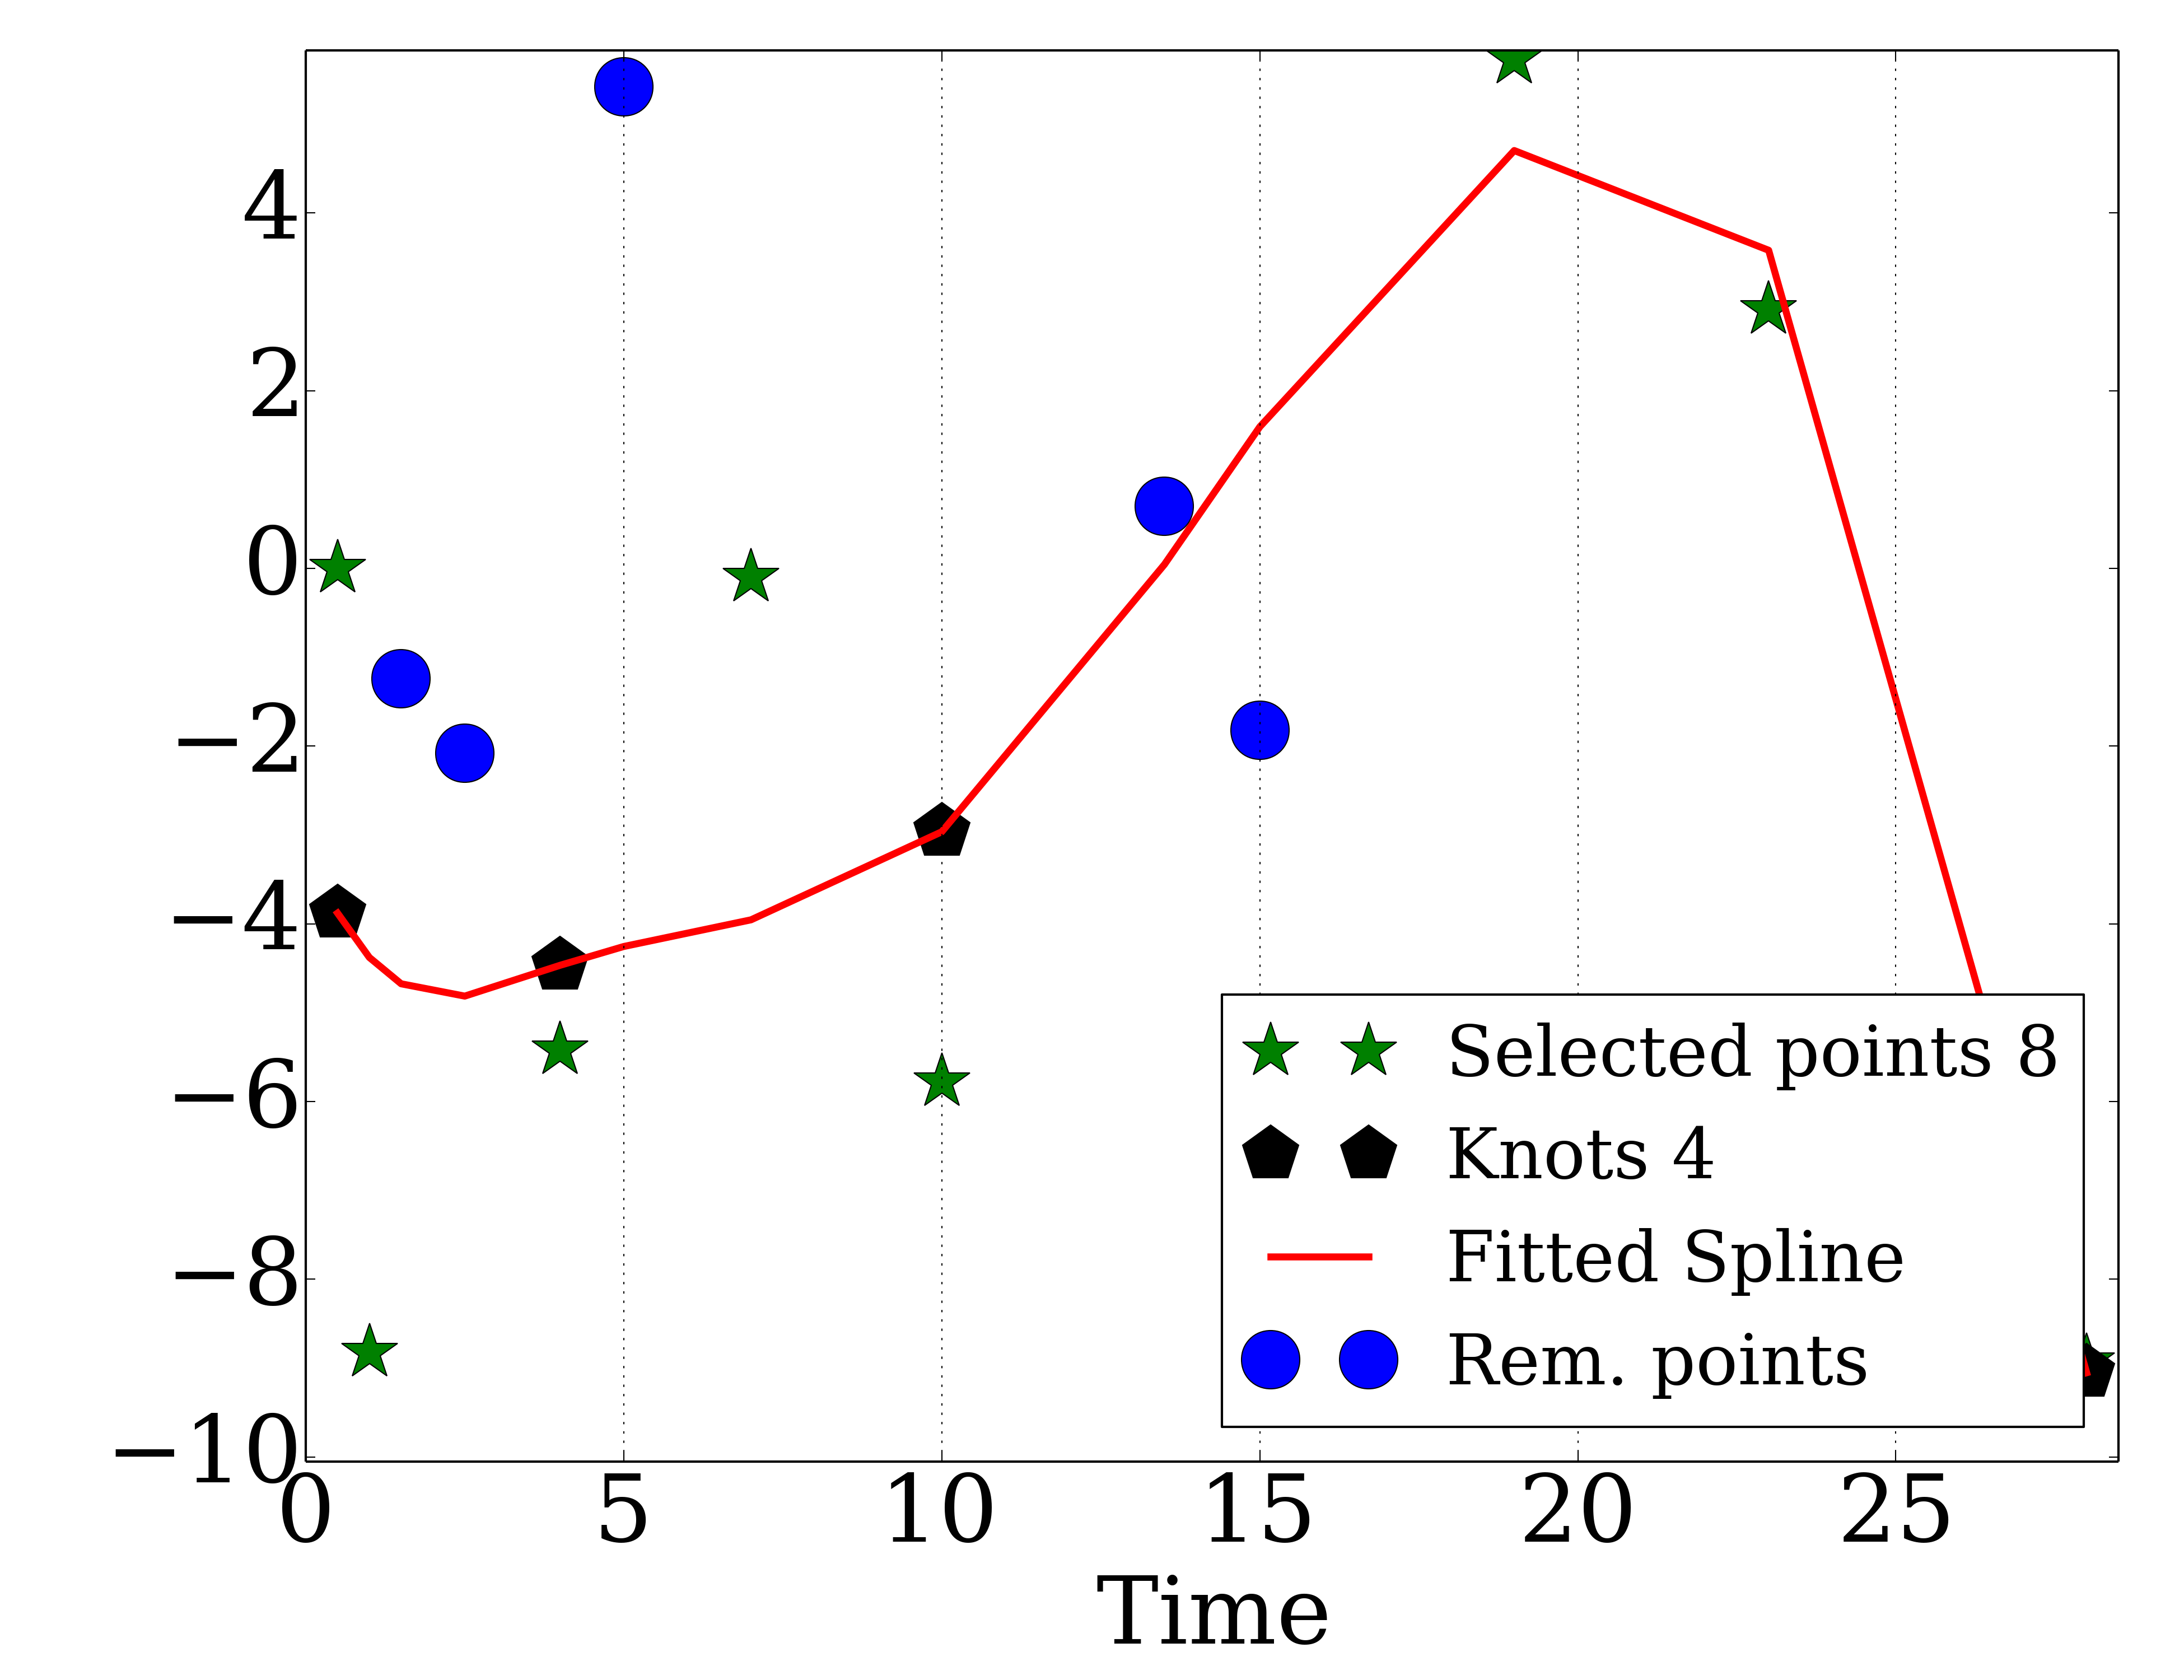 4
2
0
−2
−4
−6
−8
−10
0 5 10 15 20 25
Time
Selected points 8
Knots 4
Fitted Spline
Rem. points